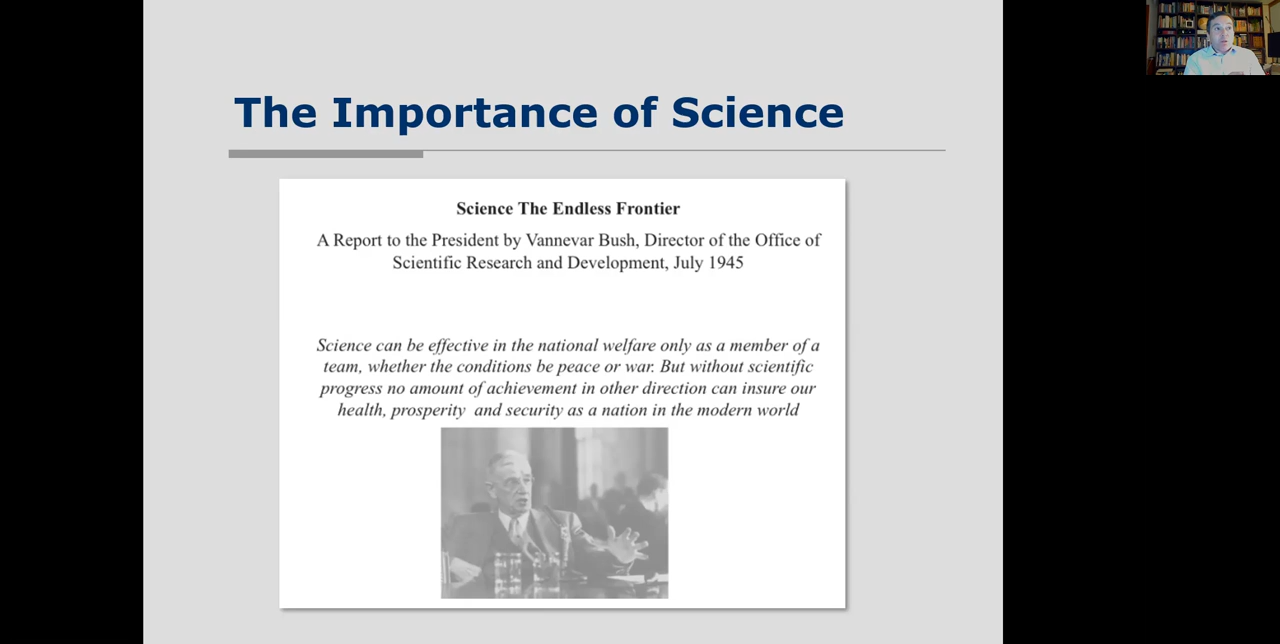 The Importance of Science
Science The Endless Frontier
A Report to the President by Vannevar Bush, Director of the Office of
Scientific Research and Development, July 1945
Science can be effective in the national welfare only as a member of a
team, whether the conditions be peace or war. But without scientific
progress no amount of achievement in other direction can insure our
health, prosperity and security as a nation in the modern world